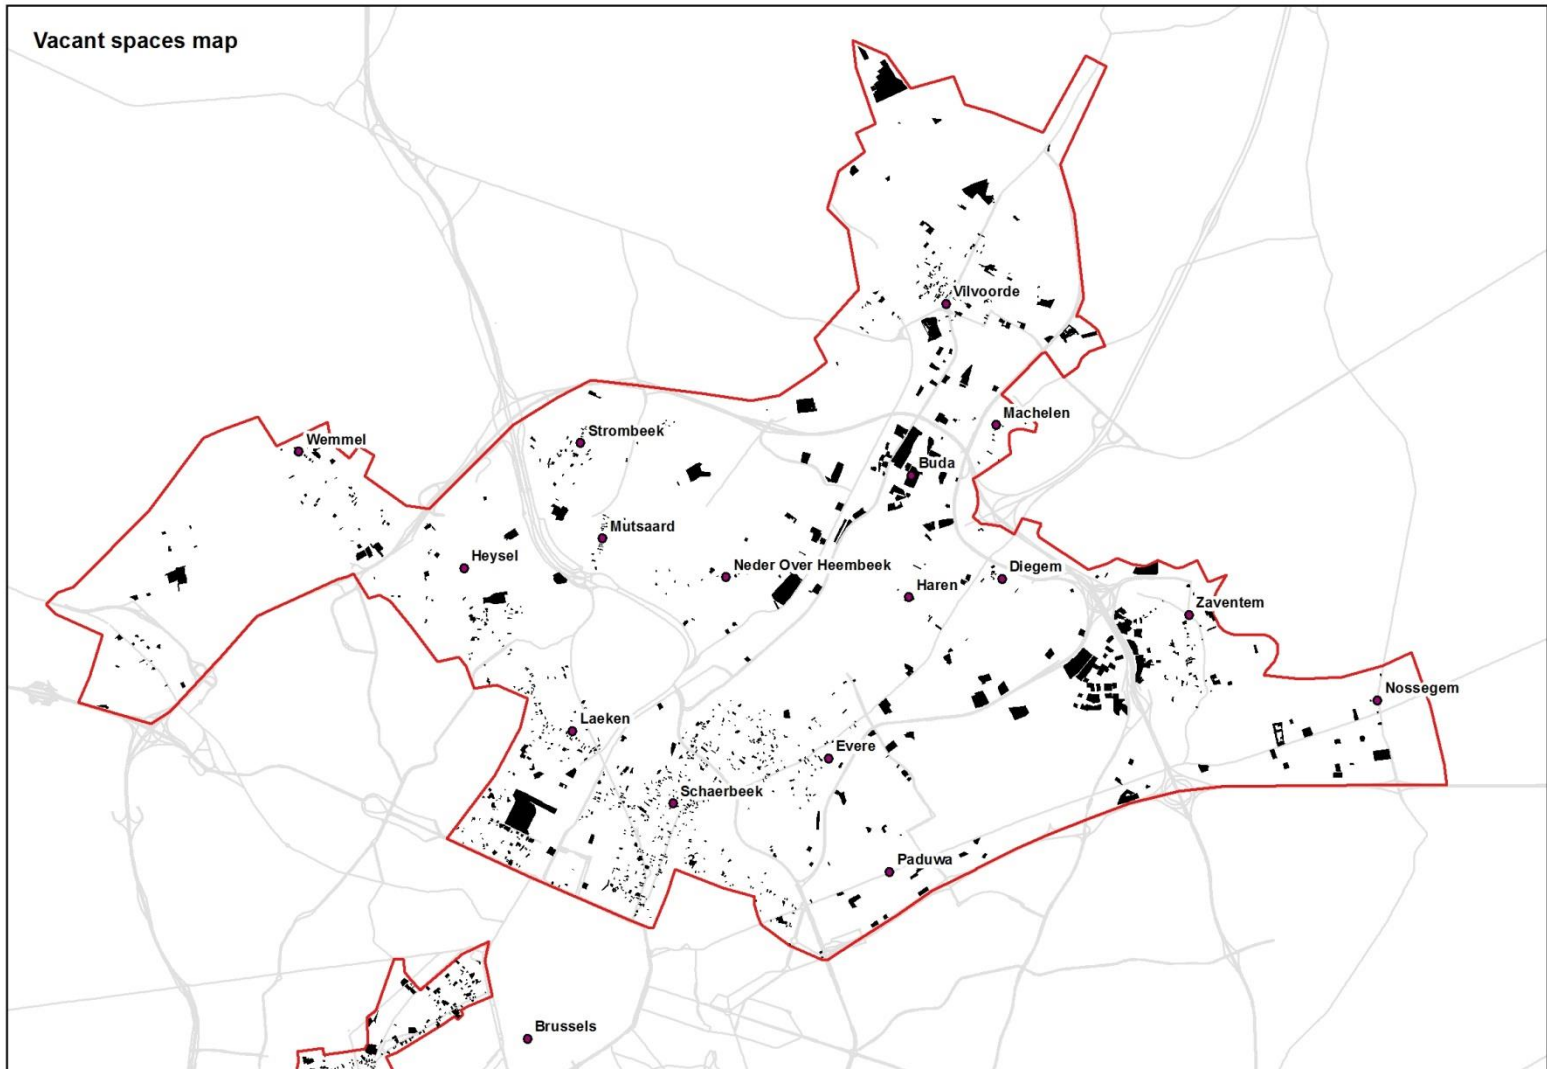 Vacant spaces map
Vilvoorde
Machelen
Strombeek
Wemmel
Buda
Mutsaard
Heysel
Neder Over Heembeek
Diegem
Haren
Zaventem
Nossegem
Laeken
Evere
Schaerbeek
Paduwa
Brussels